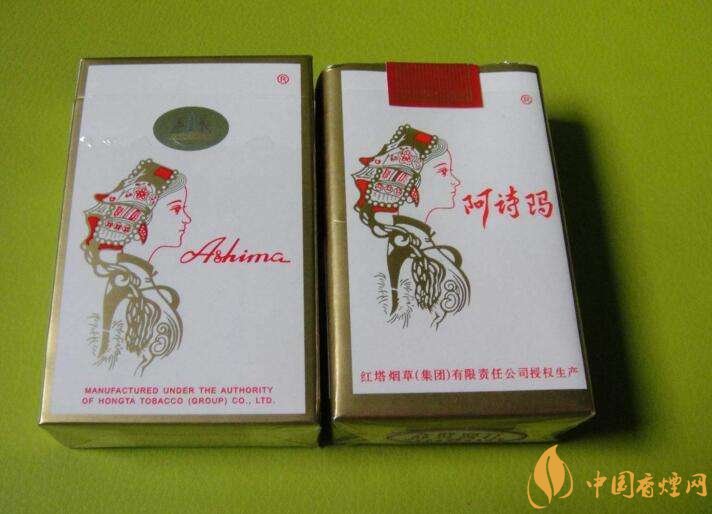 ®
Ashima
MANUFACTURED UNDER THE AUTHORITY
OF HONGTA TOBACCO (GROUP) CO., LTD.
®
阿诗玛
红塔烟草(集团)有限责任公司授权生产
中国香烟网